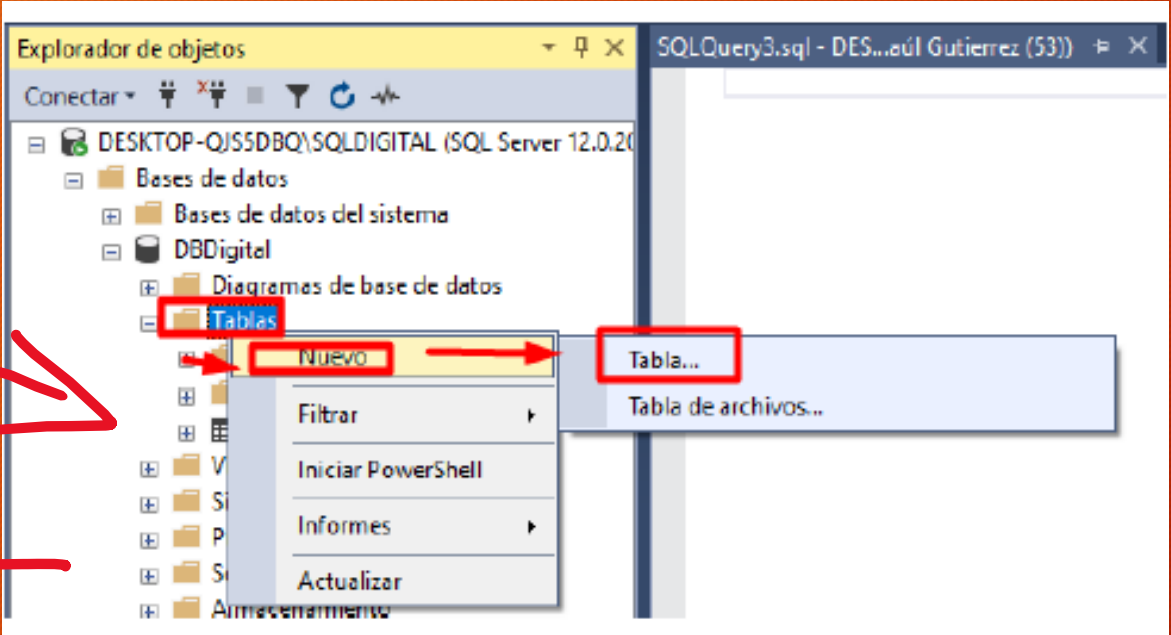 Explorador de objetos
SQLQuery3.sql - DES...aúl Gutierrez (53))
Conectar
DESKTOP-QJS5DBQ\SQLDIGITAL (SQL Server 12.0.20
Bases de datos
Bases de datos del sistema
DBDigital
Diagramas de base de datos
Tablas
Nuevo
Tabla...
Tabla de archivos...
Filtrar
V
Iniciar PowerShell
Si
Informes
P
S
Actualizar
Almacenamiento